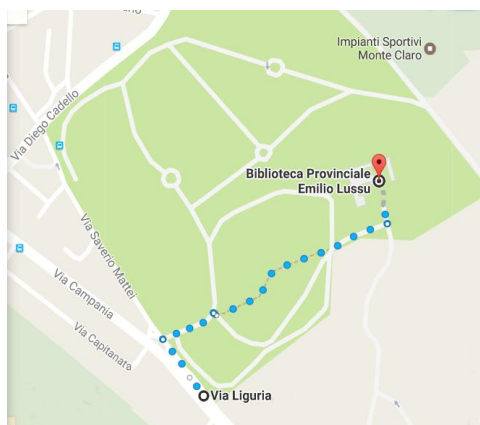 Impianti Sportivi
Monte Claro
Via Diego Cadello
Biblioteca Provinciale
Emilio Lussu
Via Saverio Mattei
Via Campania
Via Capitanata
Via Liguria